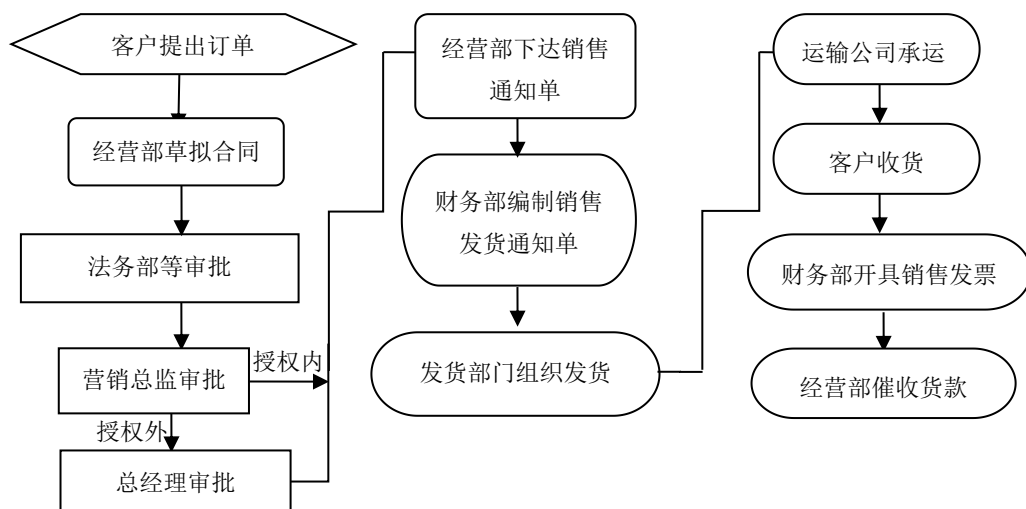 客户提出订单
经营部草拟合同
法务部等审批
营销总监审批
授权内
授权外
总经理审批
经营部下达销售
通知单
财务部编制销售
发货通知单
发货部门组织发货
运输公司承运
客户收货
财务部开具销售发票
经营部催收货款